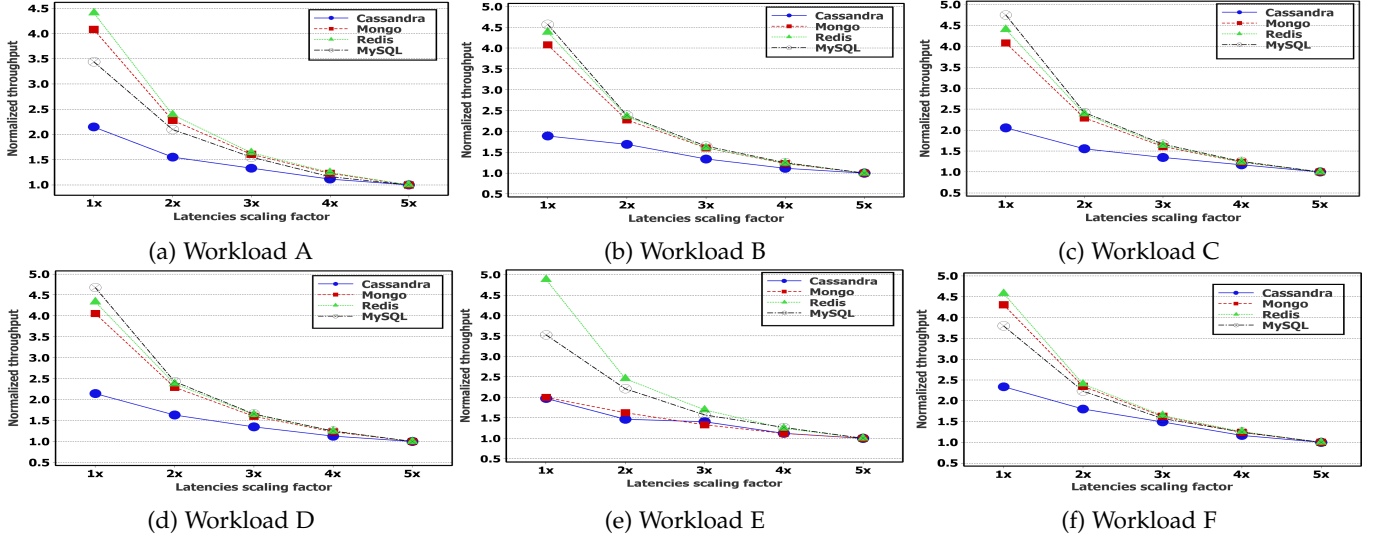 4.5
4.0
3.5
3.0
2.5
2.0
1.5
1.0
Normalized throughput
Cassandra
Mongo
Redis
MySQL
1x 2x 3x 4x 5x
Latencies scaling factor
(a) Workload A
5.0
4.5
4.0
3.5
3.0
2.5
2.0
1.5
1.0
0.5
Normalized throughput
Cassandra
Mongo
Redis
MySQL
1x 2x 3x 4x 5x
Latencies scaling factor
(b) Workload B
5.0
4.5
4.0
3.5
3.0
2.5
2.0
1.5
1.0
0.5
Normalized throughput
Cassandra
Mongo
Redis
MySQL
1x 2x 3x 4x 5x
Latencies scaling factor
(c) Workload C
5.0
4.5
4.0
3.5
3.0
2.5
2.0
1.5
1.0
0.5
Normalized throughput
Cassandra
Mongo
Redis
MySQL
1x 2x 3x 4x 5x
Latencies scaling factor
(d) Workload D
5.0
4.5
4.0
3.5
3.0
2.5
2.0
1.5
1.0
0.5
Normalized throughput
Cassandra
Mongo
Redis
MySQL
1x 2x 3x 4x 5x
Latencies scaling factor
(e) Workload E
5.0
4.5
4.0
3.5
3.0
2.5
2.0
1.5
1.0
0.5
Normalized throughput
Cassandra
Mongo
Redis
MySQL
1x 2x 3x 4x 5x
Latencies scaling factor
(f) Workload F